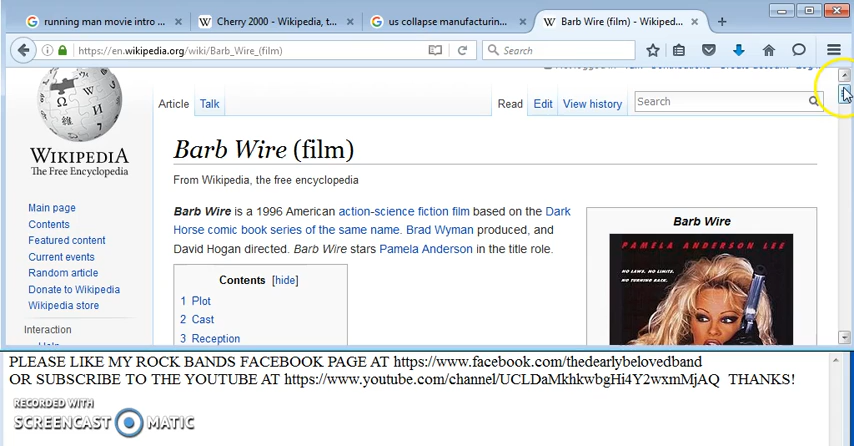 running man movie intro ...
Cherry 2000 - Wikipedia, t...
us collapse manufacturin...
Barb Wire (film) - Wikiped...
https://en.wikipedia.org/wiki/Barb_Wire_(film)
Search
Article
Talk
Read
Edit
View history
Search
WIKIPEDIA
The Free Encyclopedia
Barb Wire (film)
From Wikipedia, the free encyclopedia
Main page
Contents
Featured content
Current events
Random article
Donate to Wikipedia
Wikipedia store
Interaction
Barb Wire is a 1996 American action-science fiction film based on the Dark
Horse comic book series of the same name. Brad Wyman produced, and
David Hogan directed. Barb Wire stars Pamela Anderson in the title role.
Contents [hide]
1 Plot
2 Cast
3 Reception
Barb Wire
PAMELA ANDERSON LEE
NO LAWS. NO LIMITS.
NO TURNING BACK.
PLEASE LIKE MY ROCK BANDS FACEBOOK PAGE AT https://www.facebook.com/thedearlybelovedband
OR SUBSCRIBE TO THE YOUTUBE AT https://www.youtube.com/channel/UCLDaMkhkwbgHi4Y2wxmMjAQ THANKS!
RECORDED WITH
SCREENCAST MATIC